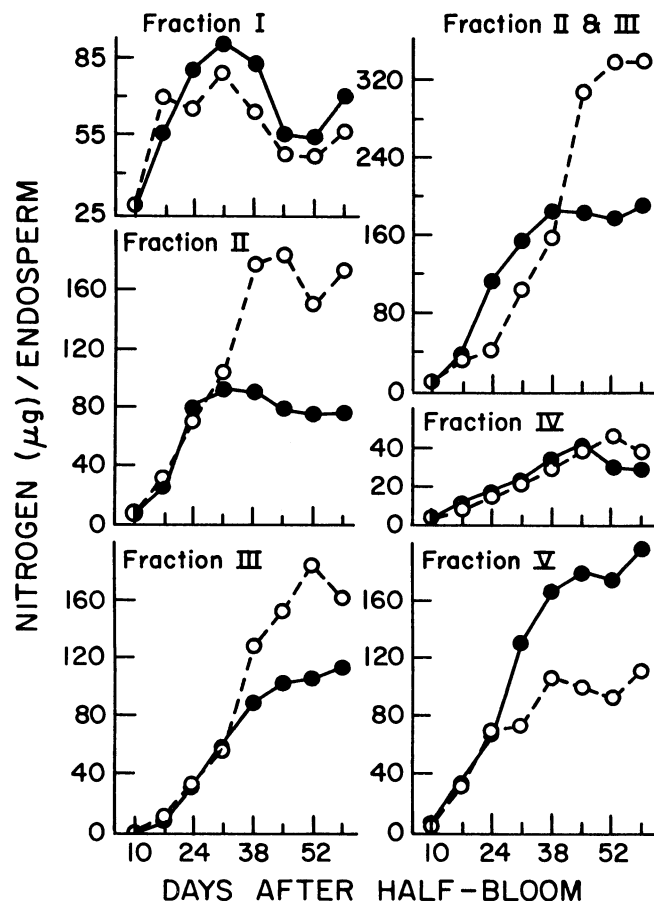 Fraction I
Fraction II & III
85
55
25
320
240
160
80
0
Fraction II
160
120
80
40
0
Fraction IV
40
20
0
Fraction III
160
120
80
40
0
Fraction V
160
120
80
40
0
10 24 38 52
10 24 38 52
NITROGEN (µg)/ENDOSPERM
DAYS AFTER HALF-BLOOM